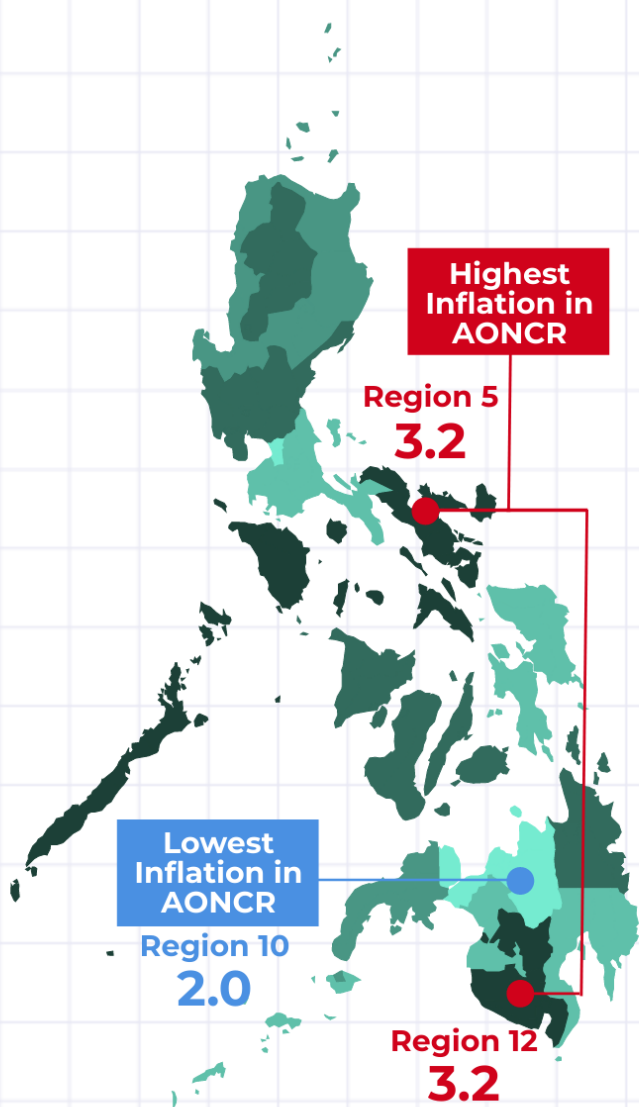 Highest
Inflation in
AONCR
Region 5
3.2
Lowest
Inflation in
AONCR
Region 10
2.0
Region 12
3.2